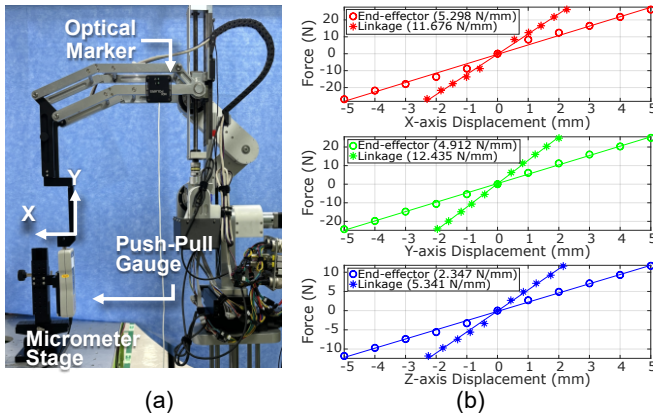 Optical
Marker
Y
X
Push-Pull
Gauge
Micrometer
Stage
(a)
Force (N)
20
10
0
-10
-20
End-effector (5.298 N/mm)
Linkage (11.676 N/mm)
-5 -4 -3 -2 -1 0 1 2 3 4 5
X-axis Displacement (mm)
Force (N)
20
10
0
-10
-20
End-effector (4.912 N/mm)
Linkage (12.435 N/mm)
-5 -4 -3 -2 -1 0 1 2 3 4 5
Y-axis Displacement (mm)
Force (N)
10
5
0
-5
-10
End-effector (2.347 N/mm)
Linkage (5.341 N/mm)
-5 -4 -3 -2 -1 0 1 2 3 4 5
Z-axis Displacement (mm)
(b)